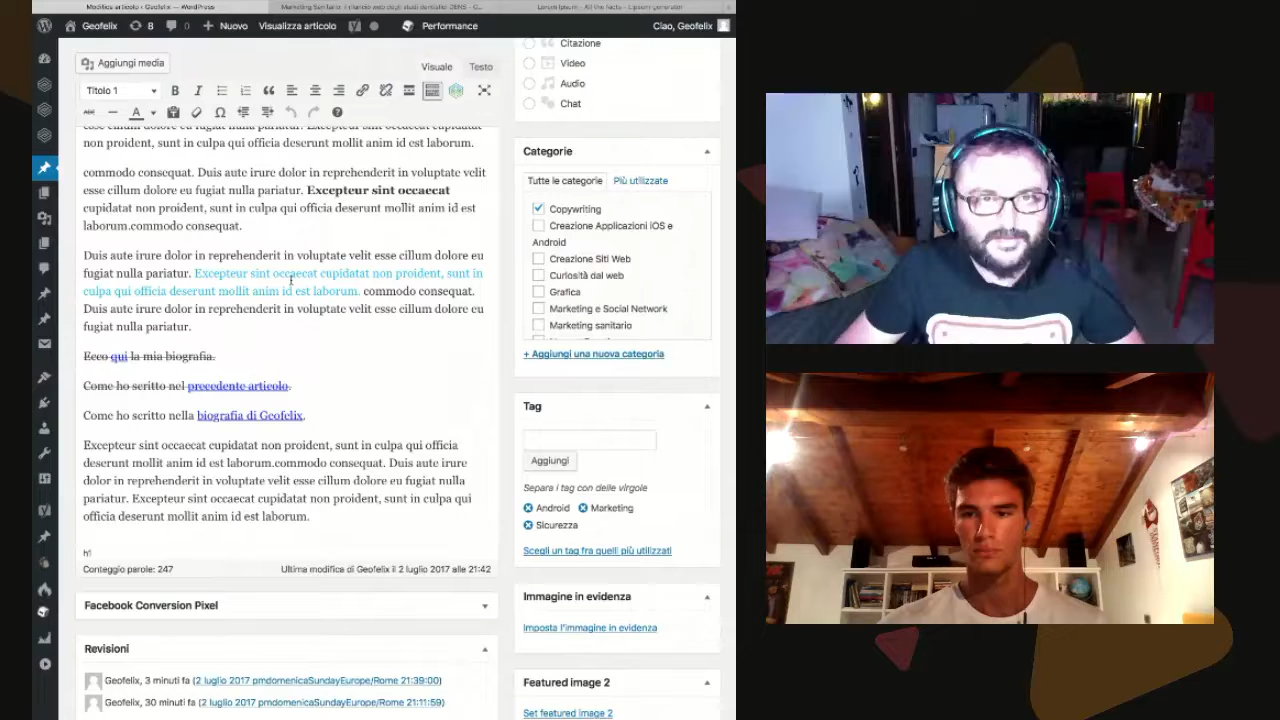 Modifica articolo ‹ Geofelix — WordPress
Geofelix 8 0 Nuovo Visualizza articolo Performance
Ciao, Geofelix
Aggiungi media
Visuale Testo
Titolo 1
esse cillum dolore eu fugiat nulla pariatur. Excepteur sint occaecat cupidatat
non proident, sunt in culpa qui officia deserunt mollit anim id est laborum.
commodo consequat. Duis aute irure dolor in reprehenderit in voluptate velit
esse cillum dolore eu fugiat nulla pariatur. Excepteur sint occaecat
cupidatat non proident, sunt in culpa qui officia deserunt mollit anim id est
laborum.commodo consequat.
Duis aute irure dolor in reprehenderit in voluptate velit esse cillum dolore eu
fugiat nulla pariatur. Excepteur sint occaecat cupidatat non proident, sunt in
culpa qui officia deserunt mollit anim id est laborum. commodo consequat.
Duis aute irure dolor in reprehenderit in voluptate velit esse cillum dolore eu
fugiat nulla pariatur.
Ecco qui la mia biografia.
Come ho scritto nel precedente articolo.
Come ho scritto nella biografia di Geofelix.
Excepteur sint occaecat cupidatat non proident, sunt in culpa qui officia
deserunt mollit anim id est laborum.commodo consequat. Duis aute irure
dolor in reprehenderit in voluptate velit esse cillum dolore eu fugiat nulla
pariatur. Excepteur sint occaecat cupidatat non proident, sunt in culpa qui
officia deserunt mollit anim id est laborum.
h1
Conteggio parole: 247
Ultima modifica di Geofelix il 2 luglio 2017 alle 21:42
Facebook Conversion Pixel
Revisioni
Geofelix, 3 minuti fa (2 luglio 2017 pmdomenicaSundayEurope/Rome 21:39:00)
Geofelix, 30 minuti fa (2 luglio 2017 pmdomenicaSundayEurope/Rome 21:11:59)
Citazione
Video
Audio
Chat
Categorie
Tutte le categorie Più utilizzate
Copywriting
Creazione Applicazioni iOS e
Android
Creazione Siti Web
Curiosità dal web
Grafica
Marketing e Social Network
Marketing sanitario
+ Aggiungi una nuova categoria
Tag
Aggiungi
Separa i tag con delle virgole
Android Marketing
Sicurezza
Scegli un tag fra quelli più utilizzati
Immagine in evidenza
Imposta l'immagine in evidenza
Featured image 2
Set featured image 2